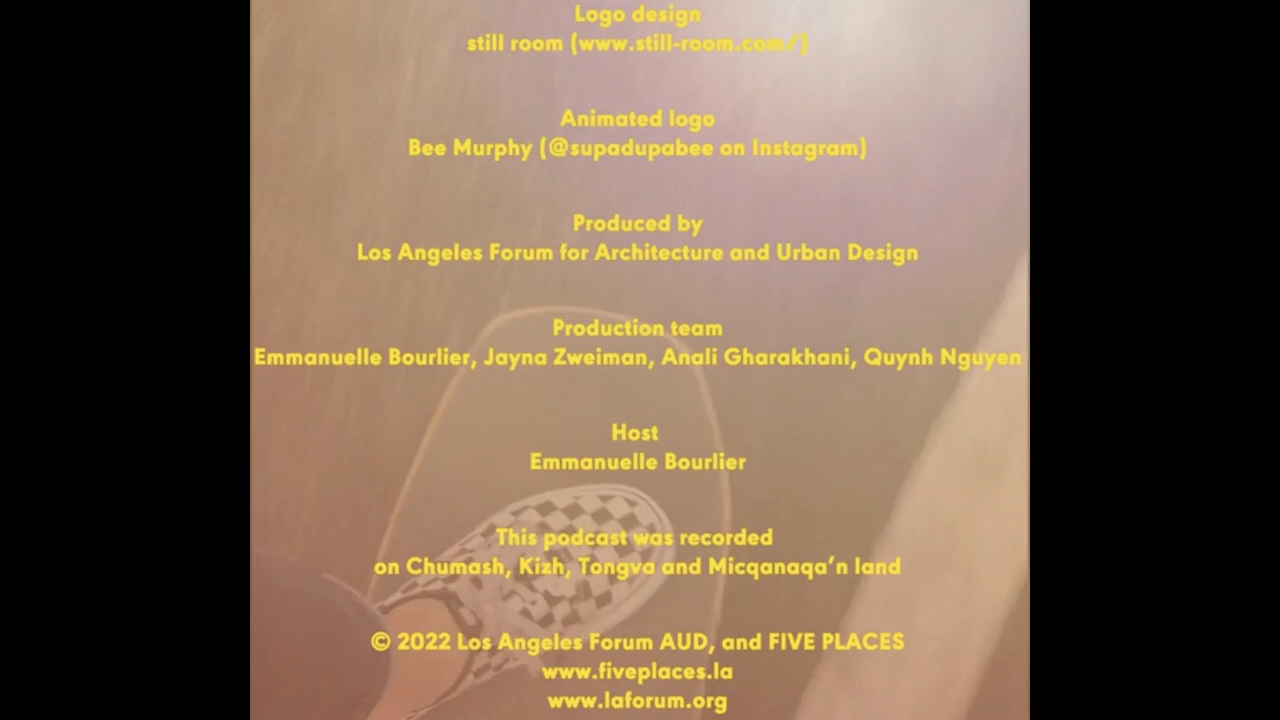 Logo design
still room (www.still-room.com/)
Animated logo
Bee Murphy (@supadupabee on Instagram)
Produced by
Los Angeles Forum for Architecture and Urban Design
Production team
Emmanuelle Bourlier, Jayna Zweiman, Anali Gharakhani, Quynh Nguyen
Host
Emmanuelle Bourlier
This podcast was recorded
on Chumash, Kizh, Tongva and Micqanaqa’n land
© 2022 Los Angeles Forum AUD, and FIVE PLACES
www.fiveplaces.la
www.laforum.org